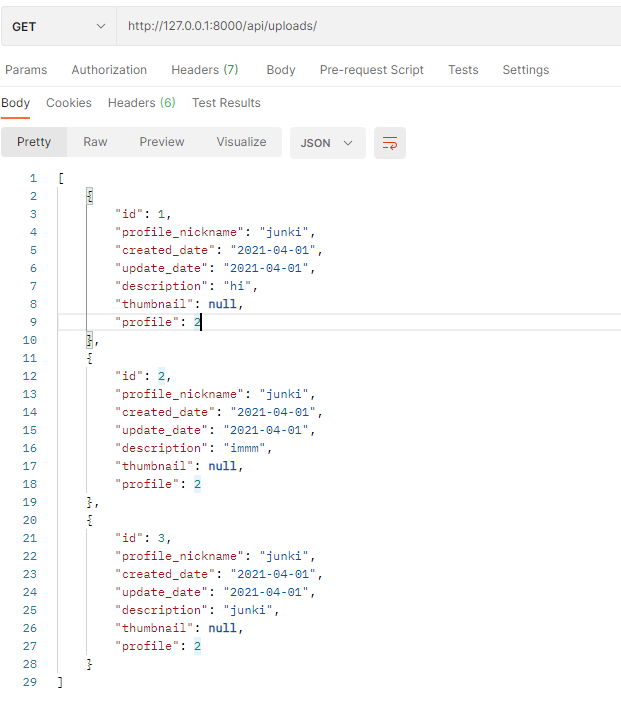 GET http://127.0.0.1:8000/api/uploads/
Params Authorization Headers (7) Body Pre-request Script Tests Settings
Body Cookies Headers (6) Test Results
Pretty Raw Preview Visualize JSON
1 [
2 {
3 "id": 1,
4 "profile_nickname": "junki",
5 "created_date": "2021-04-01",
6 "update_date": "2021-04-01",
7 "description": "hi",
8 "thumbnail": null,
9 "profile": 2
10 },
11 {
12 "id": 2,
13 "profile_nickname": "junki",
14 "created_date": "2021-04-01",
15 "update_date": "2021-04-01",
16 "description": "immm",
17 "thumbnail": null,
18 "profile": 2
19 },
20 {
21 "id": 3,
22 "profile_nickname": "junki",
23 "created_date": "2021-04-01",
24 "update_date": "2021-04-01",
25 "description": "junki",
26 "thumbnail": null,
27 "profile": 2
28 }
29 ]